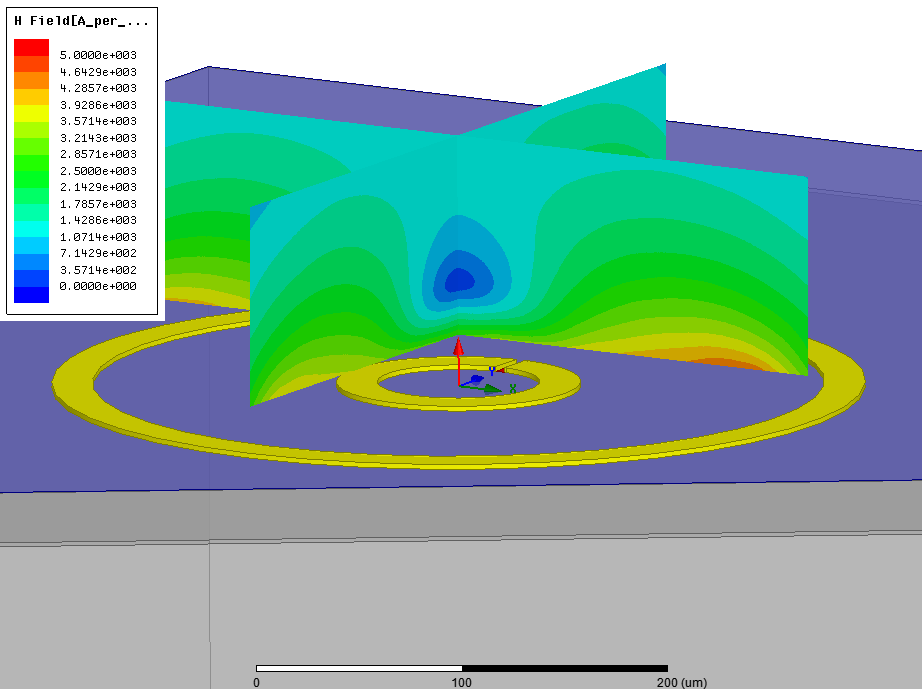 H Field[A_per_...
5.0000e+003
4.6429e+003
4.2857e+003
3.9286e+003
3.5714e+003
3.2143e+003
2.8571e+003
2.5000e+003
2.1429e+003
1.7857e+003
1.4286e+003
1.0714e+003
7.1429e+002
3.5714e+002
0.0000e+000
Y
X
0 100 200 (um)